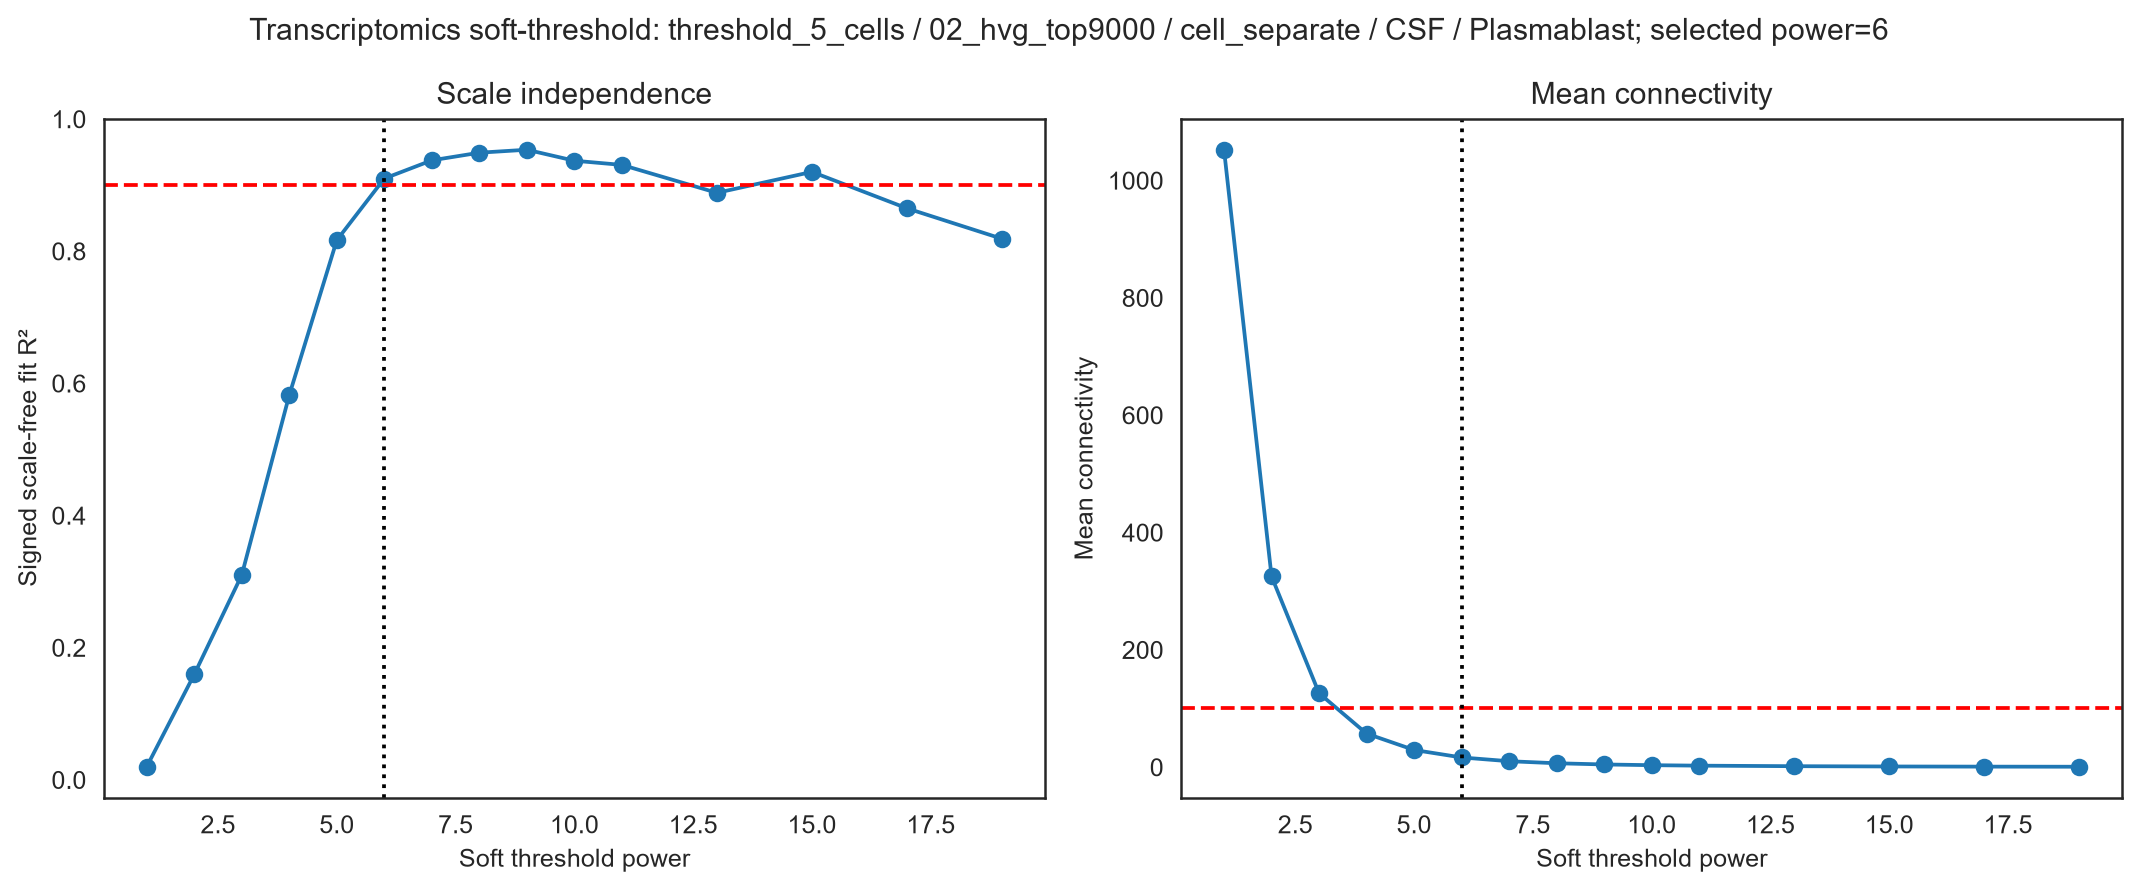 Transcriptomics soft-threshold: threshold_5_cells / 02_hvg_top9000 / cell_separate / CSF / Plasmablast; selected power=6
Scale independence
Signed scale-free fit R²
1.0
0.8
0.6
0.4
0.2
0.0
2.5 5.0 7.5 10.0 12.5 15.0 17.5
Soft threshold power
Mean connectivity
Mean connectivity
1000
800
600
400
200
0
2.5 5.0 7.5 10.0 12.5 15.0 17.5
Soft threshold power